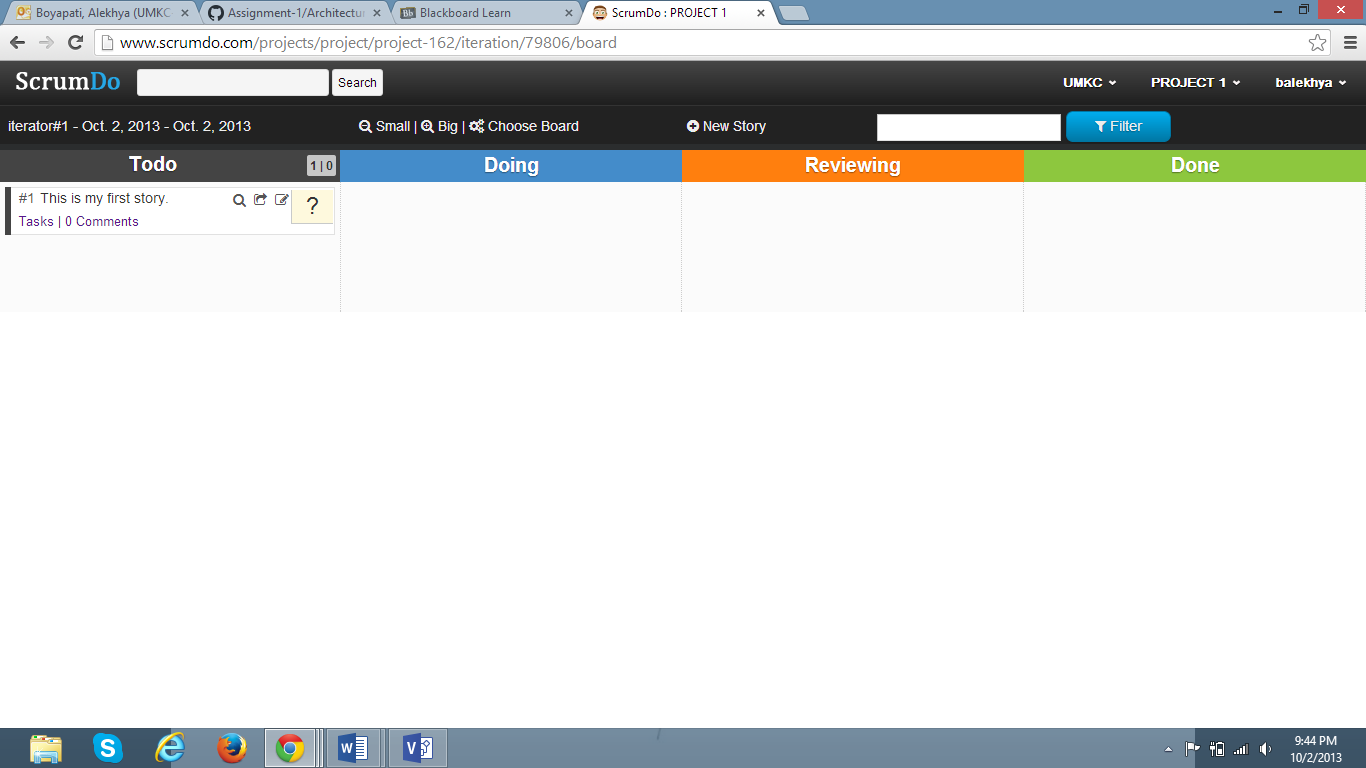 Boyapati, Alekhya (UMKC
Assignment-1/Architectur
Blackboard Learn
ScrumDo : PROJECT 1
www.scrumdo.com/projects/project/project-162/iteration/79806/board
ScrumDo
Search
UMKC
PROJECT 1
balekhya
iterator#1 - Oct. 2, 2013 - Oct. 2, 2013
Small | Big | Choose Board
New Story
Filter
Todo
1 | 0
Doing
Reviewing
Done
#1 This is my first story.
?
Tasks | 0 Comments
9:44 PM
10/2/2013